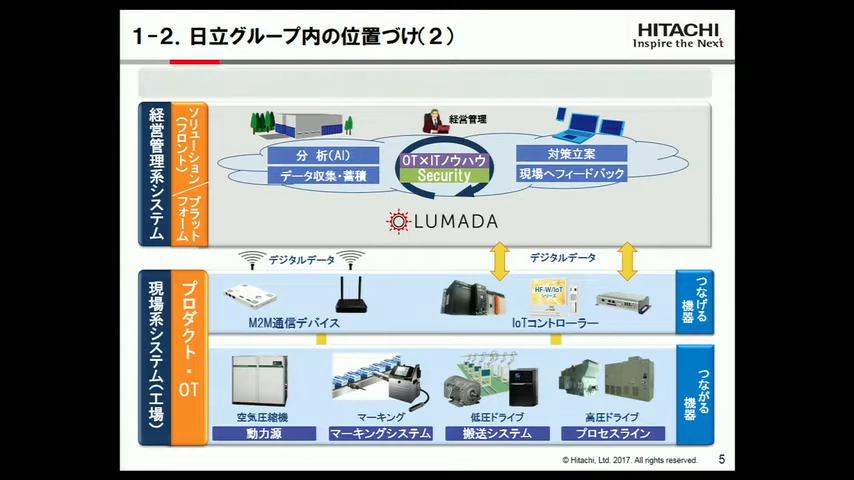 1-2. 日立グループ内の位置づけ(2)
HITACHI
Inspire the Next
経営管理系システム
ソリューション(フロント)/プラットフォーム
経営管理
分 析(AI)
データ収集・蓄積
OT×ITノウハウ
Security
対策立案
現場へフィードバック
LUMADA
デジタルデータ
デジタルデータ
現場系システム(工場)
プロダクト・OT
M2M通信デバイス
HF-W/IoT
シリーズ
IoTコントローラー
つなげる機器
空気圧縮機
マーキング
低圧ドライブ
高圧ドライブ
動力源
マーキングシステム
搬送システム
プロセスライン
つながる機器
© Hitachi, Ltd. 2017. All rights reserved.
5